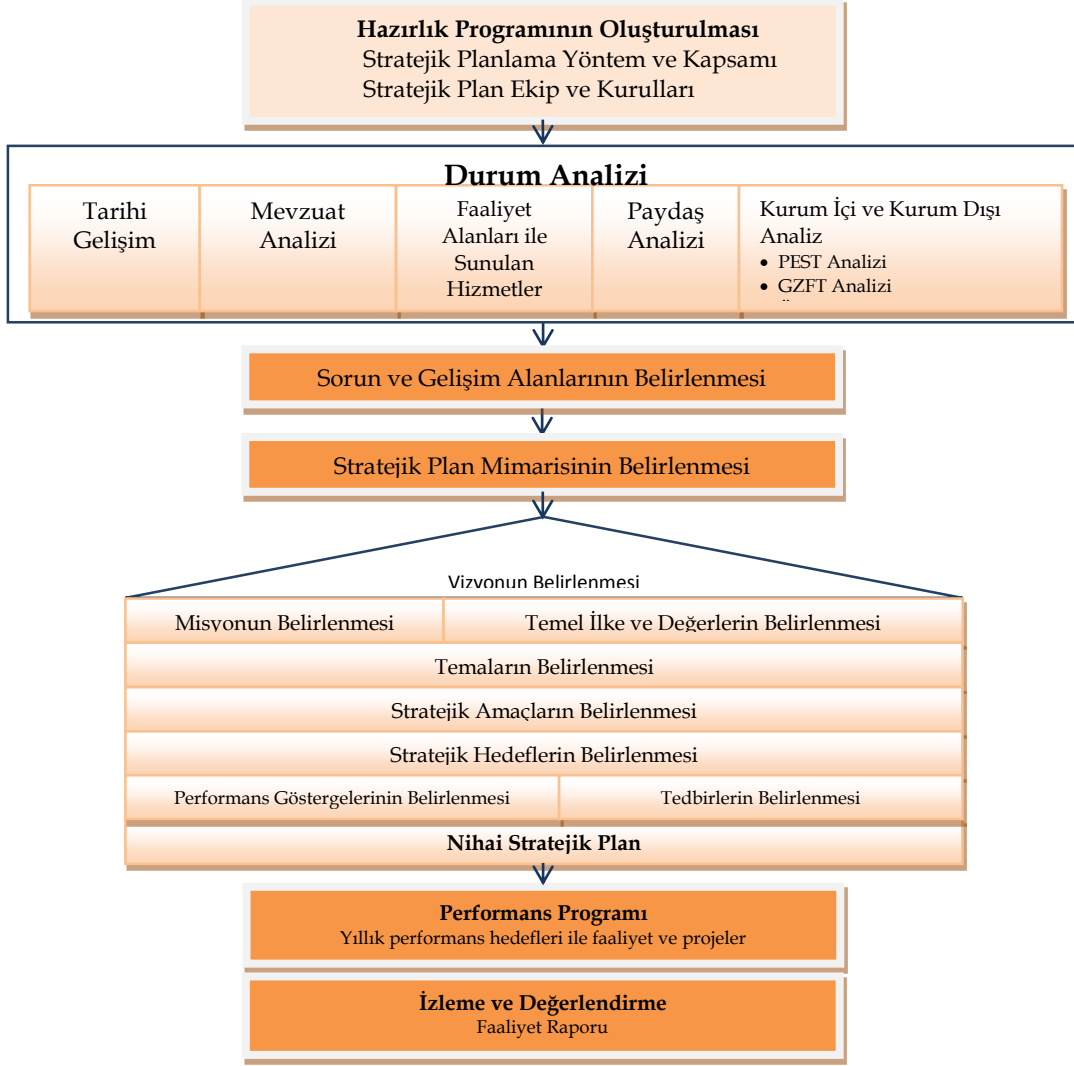 Hazırlık Programının Oluşturulması
Stratejik Planlama Yöntem ve Kapsamı
Stratejik Plan Ekip ve Kurulları
Durum Analizi
Tarihi
Gelişim
Mevzuat
Analizi
Faaliyet
Alanları ile
Sunulan
Hizmetler
Paydaş
Analizi
Kurum İçi ve Kurum Dışı
Analiz
• PEST Analizi
• GZFT Analizi
Sorun ve Gelişim Alanlarının Belirlenmesi
Stratejik Plan Mimarisinin Belirlenmesi
Vizyonun Belirlenmesi
Misyonun Belirlenmesi
Temel İlke ve Değerlerin Belirlenmesi
Temaların Belirlenmesi
Stratejik Amaçların Belirlenmesi
Stratejik Hedeflerin Belirlenmesi
Performans Göstergelerinin Belirlenmesi
Tedbirlerin Belirlenmesi
Nihai Stratejik Plan
Performans Programı
Yıllık performans hedefleri ile faaliyet ve projeler
İzleme ve Değerlendirme
Faaliyet Raporu